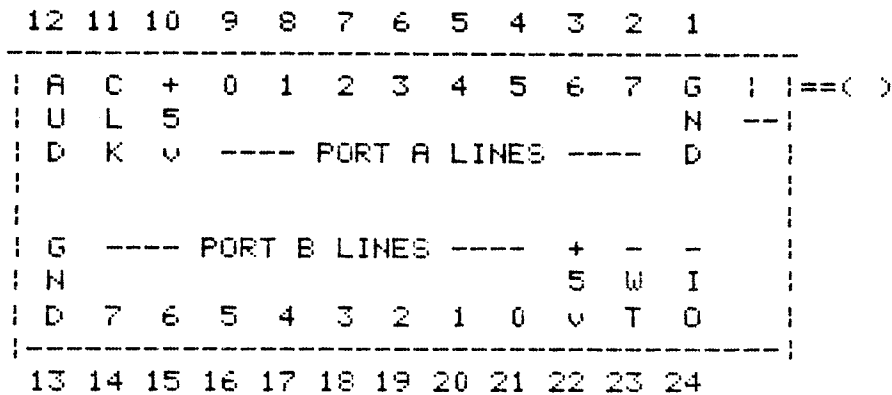 12 11 10 9 8 7 6 5 4 3 2 1
-----------------------------------------
¦ A C + 0 1 2 3 4 5 6 7 G ¦ ¦==( )
¦ U L 5 N --¦
¦ D K v ---- PORT A LINES ---- D ¦
¦ ¦
¦ ¦
¦ G ---- PORT B LINES ---- + - - ¦
¦ N 5 W I ¦
¦ D 7 6 5 4 3 2 1 0 v T O ¦
¦-----------------------------------------¦
13 14 15 16 17 18 19 20 21 22 23 24